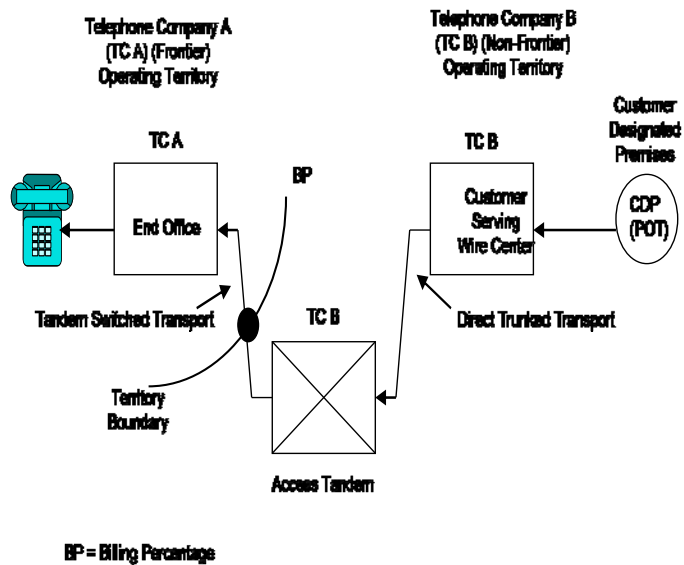 Telephone Company A
(TC A) (Frontier)
Operating Territory
Telephone Company B
(TC B) (Non-Frontier)
Operating Territory
Customer
Designated
Premises
TC A
TC B
BP
End Office
Customer
Serving
Wire Center
CDP
(POT)
Tandem Switched Transport
TC B
Direct Trunked Transport
Territory
Boundary
Access Tandem
BP = Billing Percentage